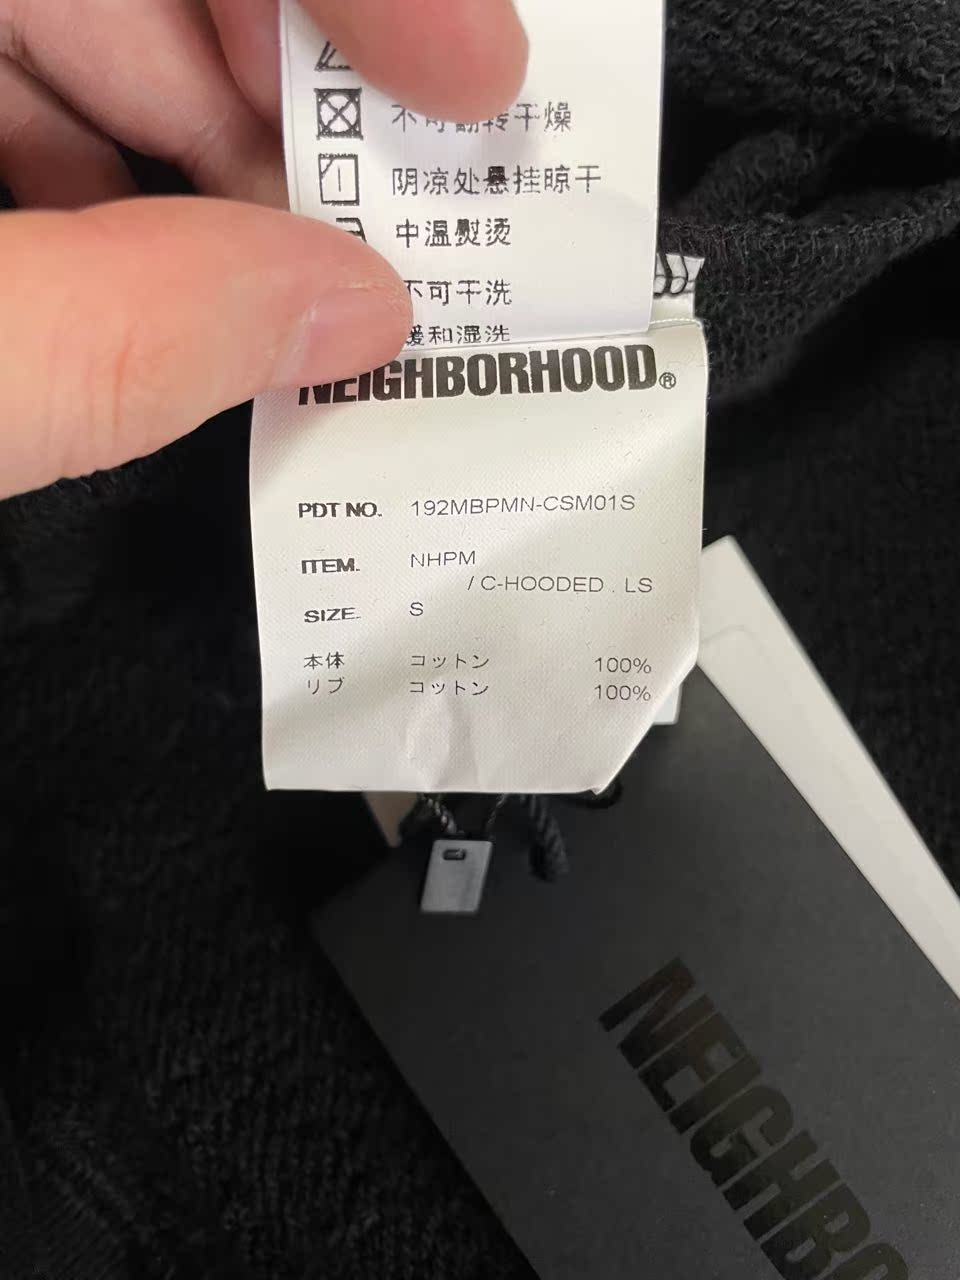 不可翻转干燥
阴凉处悬挂晾干
中温熨烫
不可干洗
缓和湿洗
NEIGHBORHOOD®
PDT NO. 192MBPMN-CSM01S
ITEM. NHPM
/ C-HOODED . LS
SIZE. S
本体 コットン 100%
リブ コットン 100%
NEIGHBO